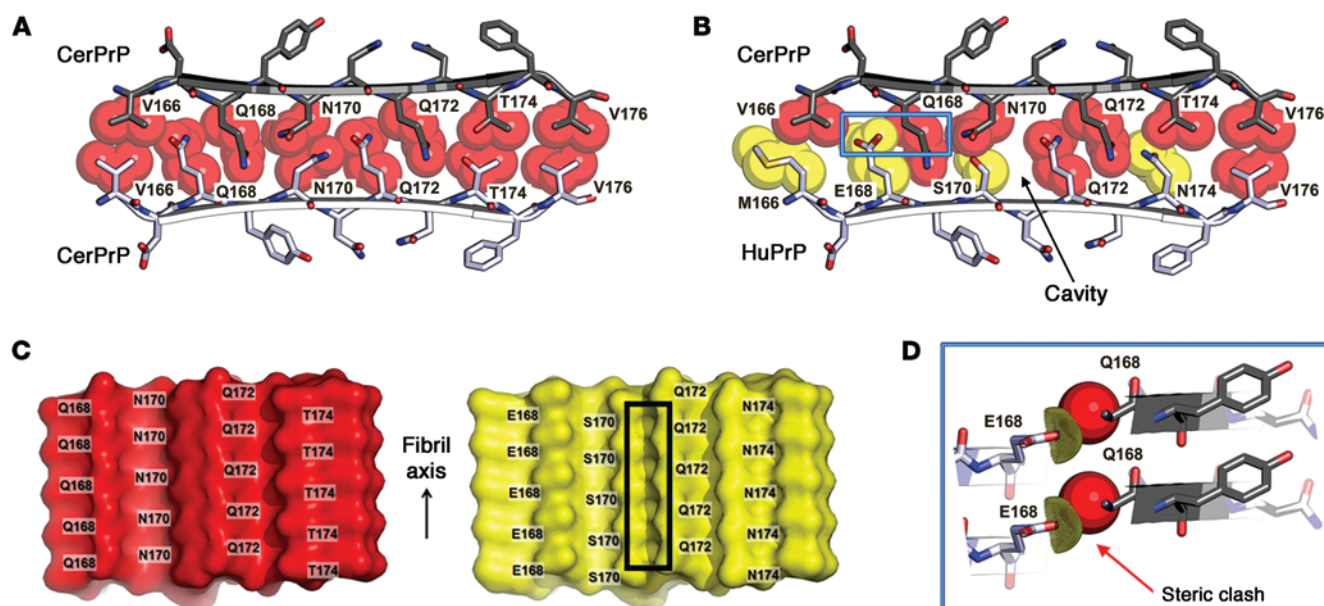 A
CerPrP
V166
Q168
N170
Q172
T174
V176
V166
Q168
N170
Q172
T174
V176
CerPrP
B
CerPrP
V166
Q168
N170
Q172
T174
V176
M166
E168
S170
Q172
N174
V176
HuPrP
Cavity
C
Q168
N170
Q172
T174
Q168
N170
Q172
T174
Q168
N170
Q172
T174
Q168
N170
Q172
T174
Q168
N170
T174
Fibril
axis
E168
S170
Q172
N174
E168
S170
Q172
N174
E168
S170
Q172
N174
E168
S170
Q172
N174
E168
S170
Q172
N174
D
Q168
E168
Q168
E168
Steric clash